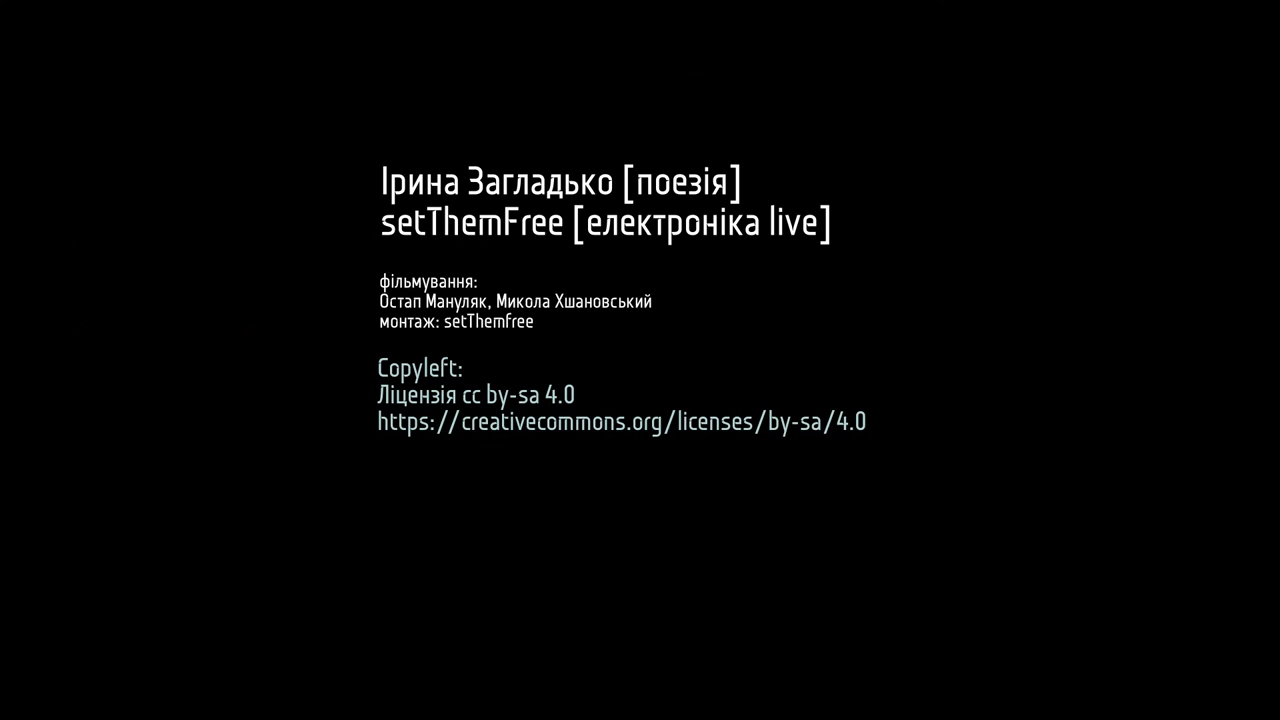 Ірина Загладько [поезія]
setThemFree [електроніка live]
фільмування:
Остап Мануляк, Микола Хшановський
монтаж: setThemfree
Copyleft:
Ліцензія cc by-sa 4.0
https://creativecommons.org/licenses/by-sa/4.0